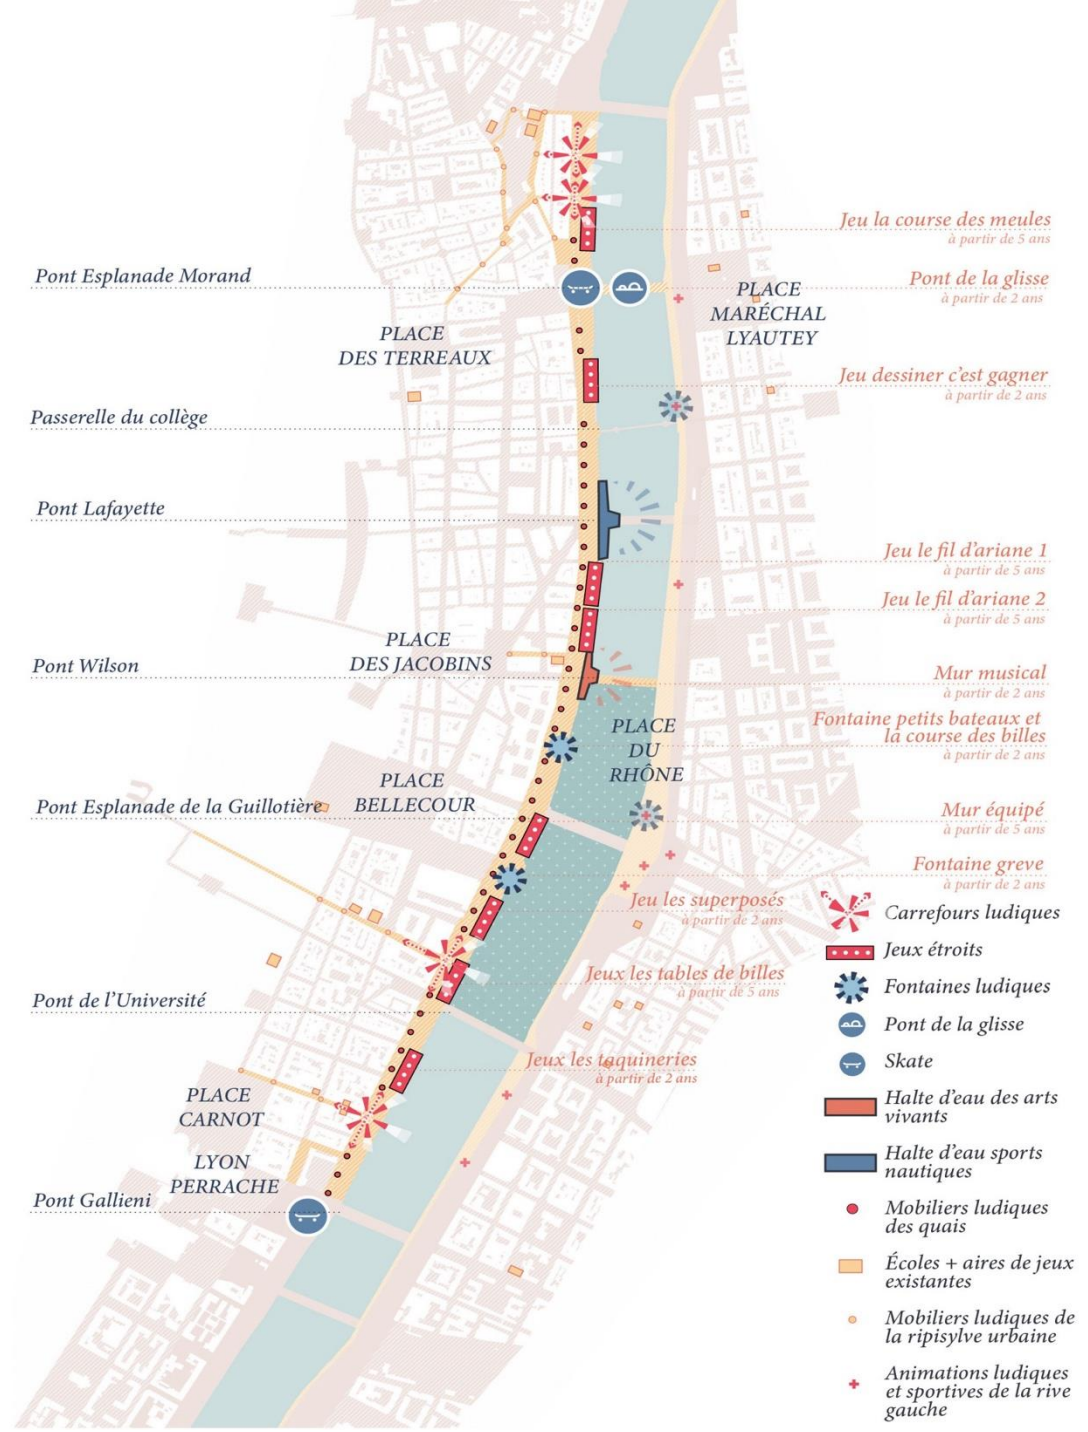 Jeu la course des meules
à partir de 5 ans
Pont Esplanade Morand
Pont de la glisse
à partir de 2 ans
PLACE
MARÉCHAL
LYAUTEY
PLACE
DES TERREAUX
Jeu dessiner c'est gagner
à partir de 2 ans
Passerelle du collège
Pont Lafayette
Jeu le fil d'ariane 1
à partir de 5 ans
Jeu le fil d'ariane 2
à partir de 5 ans
PLACE
DES JACOBINS
Pont Wilson
Mur musical
à partir de 2 ans
Fontaine petits bateaux et
la course des billes
à partir de 2 ans
PLACE
DU
RHÔNE
PLACE
BELLECOUR
Pont Esplanade de la Guillotière
Mur équipé
à partir de 5 ans
Fontaine greve
à partir de 2 ans
Jeu les superposés
à partir de 2 ans
Jeux les tables de billes
à partir de 5 ans
Pont de l'Université
Jeux les taquineries
à partir de 2 ans
PLACE
CARNOT
LYON
PERRACHE
Pont Gallieni
Carrefours ludiques
Jeux étroits
Fontaines ludiques
Pont de la glisse
Skate
Halte d'eau des arts
vivants
Halte d'eau sports
nautiques
Mobiliers ludiques
des quais
Écoles + aires de jeux
existantes
Mobiliers ludiques de
la ripisylve urbaine
Animations ludiques
et sportives de la rive
gauche